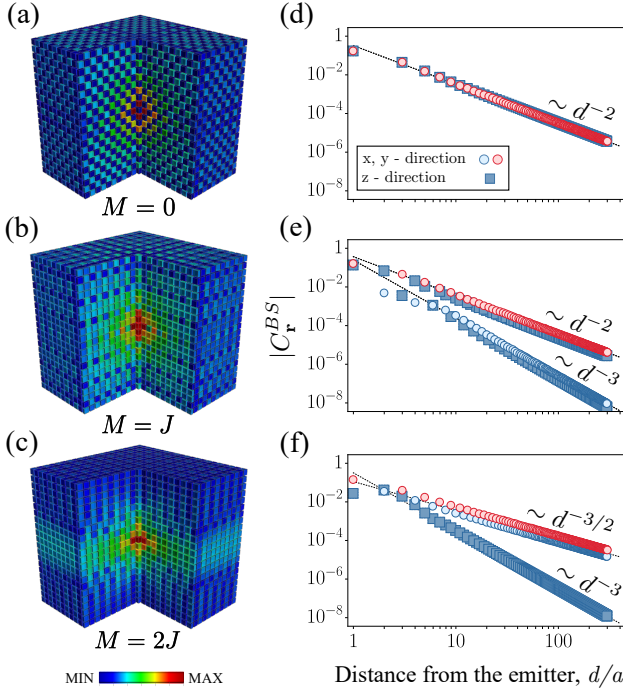 (a)
M = 0
(b)
M = J
(c)
M = 2J
MIN MAX
(d)
1
10⁻²
10⁻⁴
10⁻⁶
10⁻⁸
∼ d⁻²
x, y - direction
z - direction
(e)
|C_r^{BS}|
1
10⁻²
10⁻⁴
10⁻⁶
10⁻⁸
∼ d⁻²
∼ d⁻³
(f)
1
10⁻²
10⁻⁴
10⁻⁶
10⁻⁸
∼ d⁻³/²
∼ d⁻³
1 10 100
Distance from the emitter, d/a